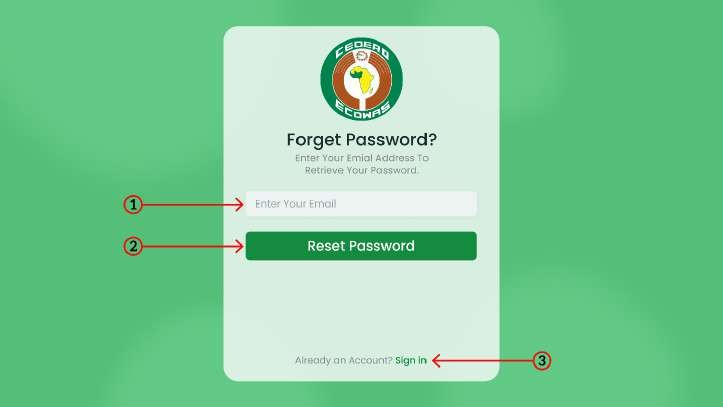 CEDEAO
ECOWAS
Forget Password?
Enter Your Emial Address To
Retrieve Your Password.
1
Enter Your Email
2
Reset Password
Already an Account? Sign in
3